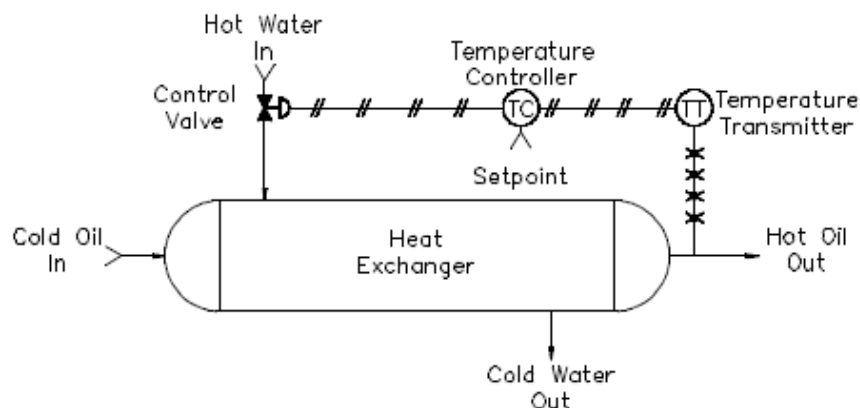 Hot Water
In
Temperature
Controller
Control
Valve
TC
TT
Temperature
Transmitter
Setpoint
Cold Oil
In
Heat
Exchanger
Hot Oil
Out
Cold Water
Out